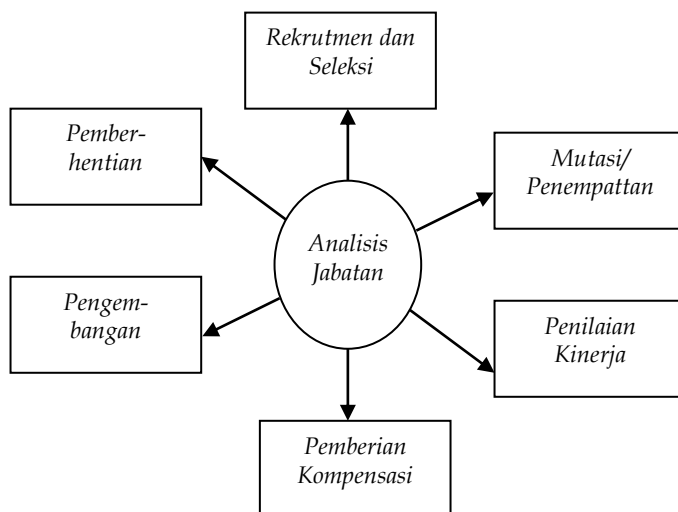 Rekrutmen dan
Seleksi
Pember-
hentian
Mutasi/
Penempattan
Analisis
Jabatan
Pengem-
bangan
Penilaian
Kinerja
Pemberian
Kompensasi